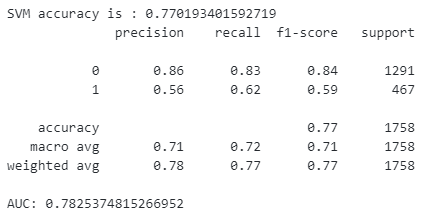 SVM accuracy is : 0.770193401592719
precision recall f1-score support
0 0.86 0.83 0.84 1291
1 0.56 0.62 0.59 467
accuracy 0.77 1758
macro avg 0.71 0.72 0.71 1758
weighted avg 0.78 0.77 0.77 1758
AUC: 0.7825374815266952